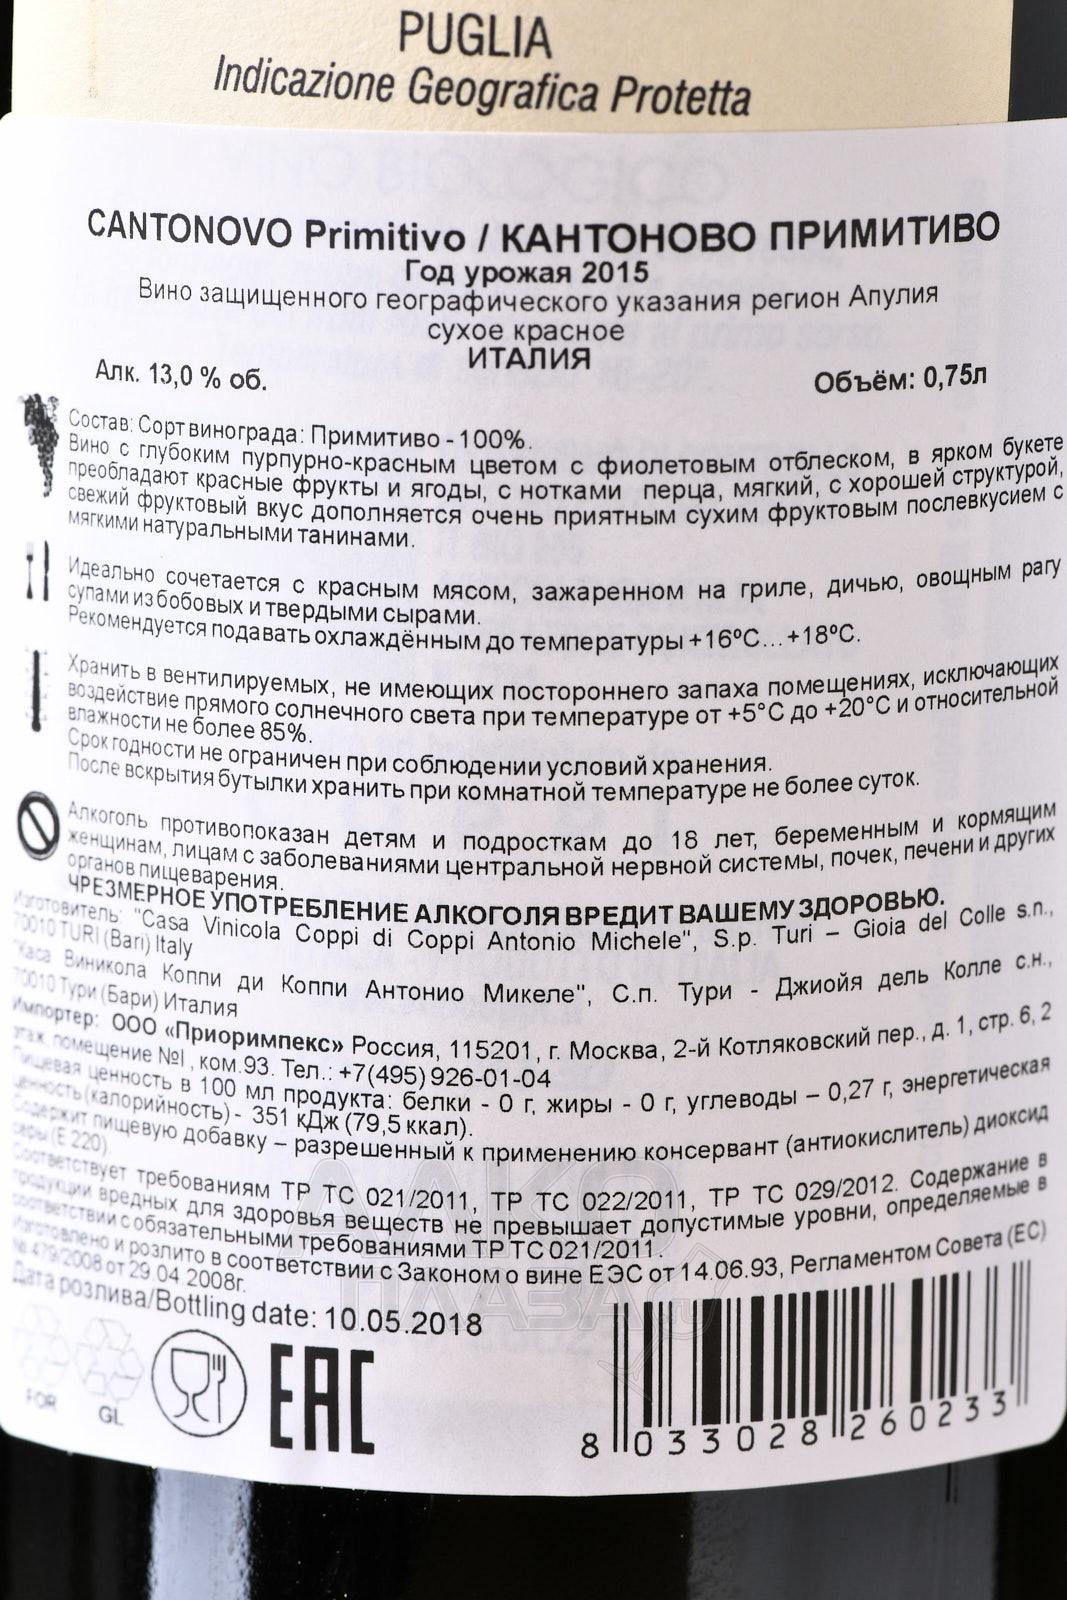 PUGLIA
Indicazione Geografica Protetta
CANTONOVO Primitivo / КАНТОНОВО ПРИМИТИВО
Год урожая 2015
Вино защищенного географического указания регион Апулия
сухое красное
ИТАЛИЯ
Алк. 13,0 % об.
Объём: 0,75л
Состав: Сорт винограда: Примитиво - 100%.
Вино с глубоким пурпурно-красным цветом с фиолетовым отблеском, в ярком букете
преобладают красные фрукты и ягоды, с нотками перца, мягкий, с хорошей структурой,
свежий фруктовый вкус дополняется очень приятным сухим фруктовым послевкусием с
мягкими натуральными танинами.
Идеально сочетается с красным мясом, зажаренном на гриле, дичью, овощным рагу
супами из бобовых и твердыми сырами.
Рекомендуется подавать охлаждённым до температуры +16ºС...+18ºС.
Хранить в вентилируемых, не имеющих постороннего запаха помещениях, исключающих
воздействие прямого солнечного света при температуре от +5°С до +20°С и относительной
влажности не более 85%.
Срок годности не ограничен при соблюдении условий хранения.
После вскрытия бутылки хранить при комнатной температуре не более суток.
Алкоголь противопоказан детям и подросткам до 18 лет, беременным и кормящим
женщинам, лицам с заболеваниями центральной нервной системы, почек, печени и других
органов пищеварения.
ЧРЕЗМЕРНОЕ УПОТРЕБЛЕНИЕ АЛКОГОЛЯ ВРЕДИТ ВАШЕМУ ЗДОРОВЬЮ.
Изготовитель: "Casa Vinicola Coppi di Coppi Antonio Michele", S.p. Turi – Gioia del Colle s.n.,
70010 TURI (Bari) Italy
"Каса Виникола Коппи ди Коппи Антонио Микеле", С.п. Тури - Джиойя дель Колле с.н.,
70010 Тури (Бари) Италия
Импортер: ООО «Приоримпекс» Россия, 115201, г. Москва, 2-й Котляковский пер., д. 1, стр. 6, 2
этаж, помещение №I, ком.93. Тел.: +7(495) 926-01-04
Пищевая ценность в 100 мл продукта: белки - 0 г, жиры - 0 г, углеводы – 0,27 г, энергетическая
ценность (калорийность) - 351 кДж (79,5 ккал).
Содержит пищевую добавку – разрешенный к применению консервант (антиокислитель) диоксид
серы (Е 220).
Соответствует требованиям ТР ТС 021/2011, ТР ТС 022/2011, ТР ТС 029/2012. Содержание в
продукции вредных для здоровья веществ не превышает допустимые уровни, определяемые в
соответствии с обязательными требованиями ТР ТС 021/2011.
Изготовлено и розлито в соответствии с Законом о вине ЕЭС от 14.06.93, Регламентом Совета (ЕС)
№ 479/2008 от 29.04.2008г.
Дата розлива/Bottling date: 10.05.2018
FOR
GL
EAC
8 033028 260233
АЛКО
ПЛАЗА.ru